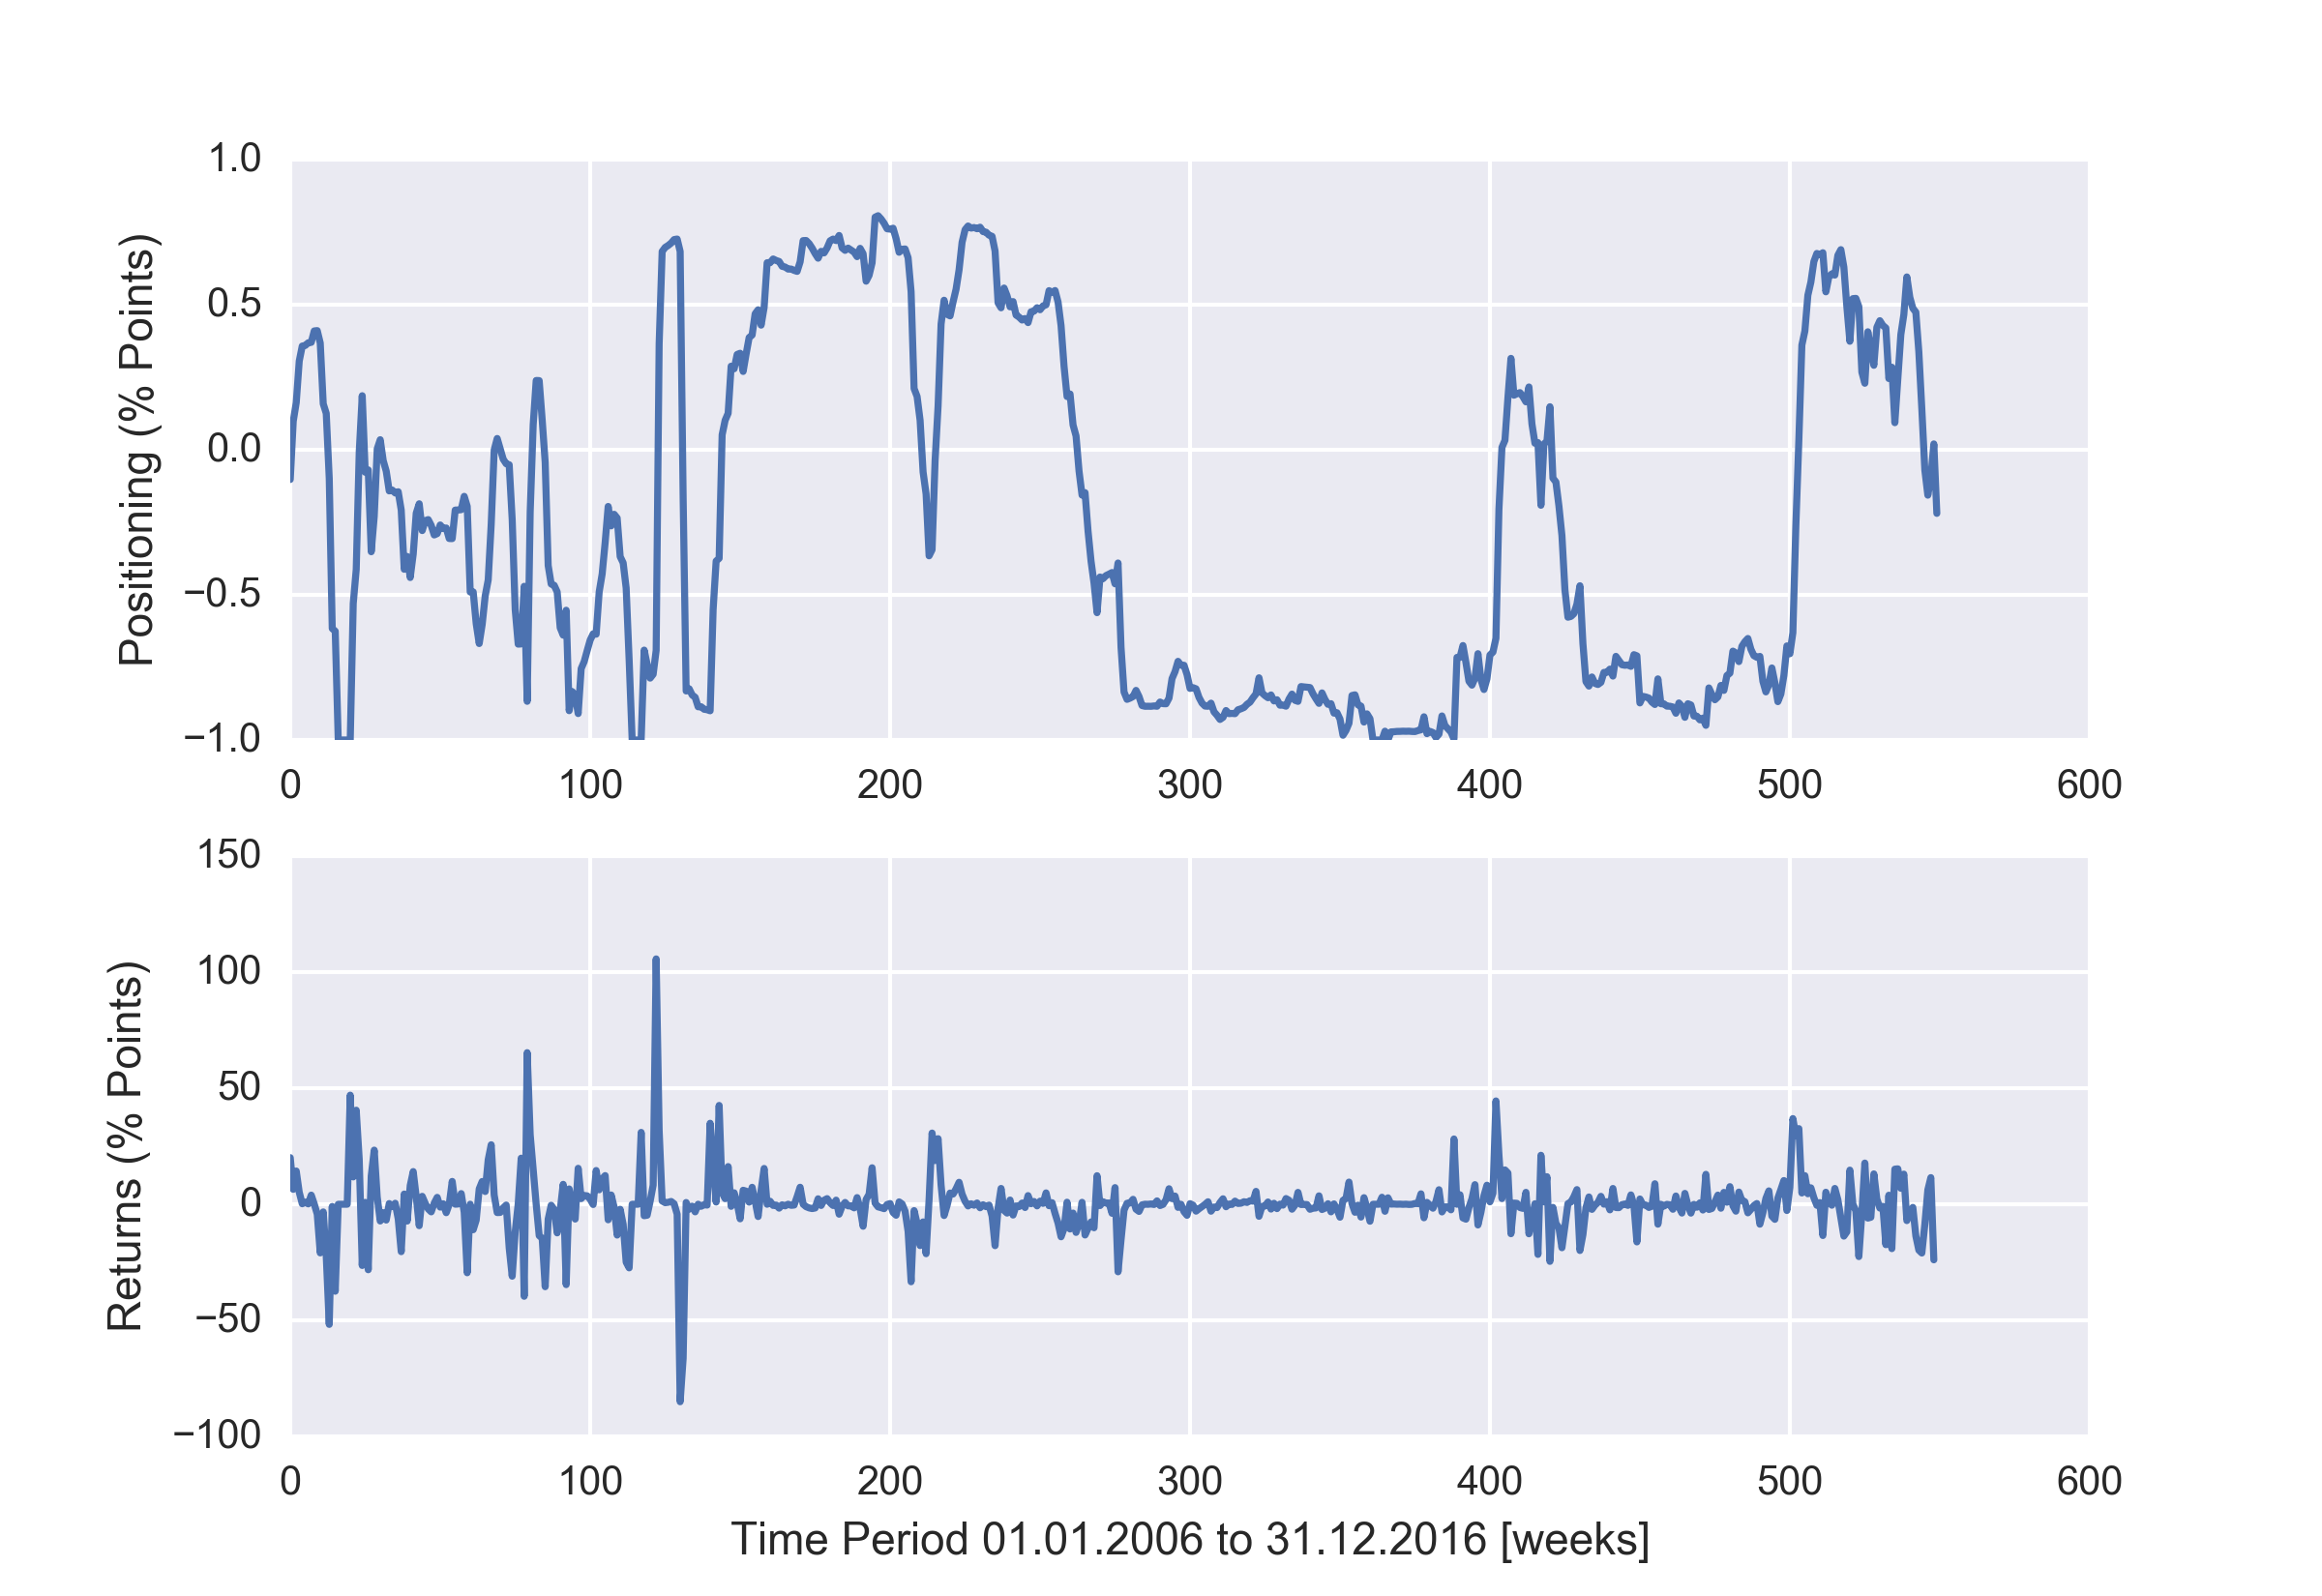 1.0
0.5
0.0
−0.5
−1.0
Positioning (% Points)
0 100 200 300 400 500 600
150
100
50
0
−50
−100
Returns (% Points)
0 100 200 300 400 500 600
Time Period 01.01.2006 to 31.12.2016 [weeks]